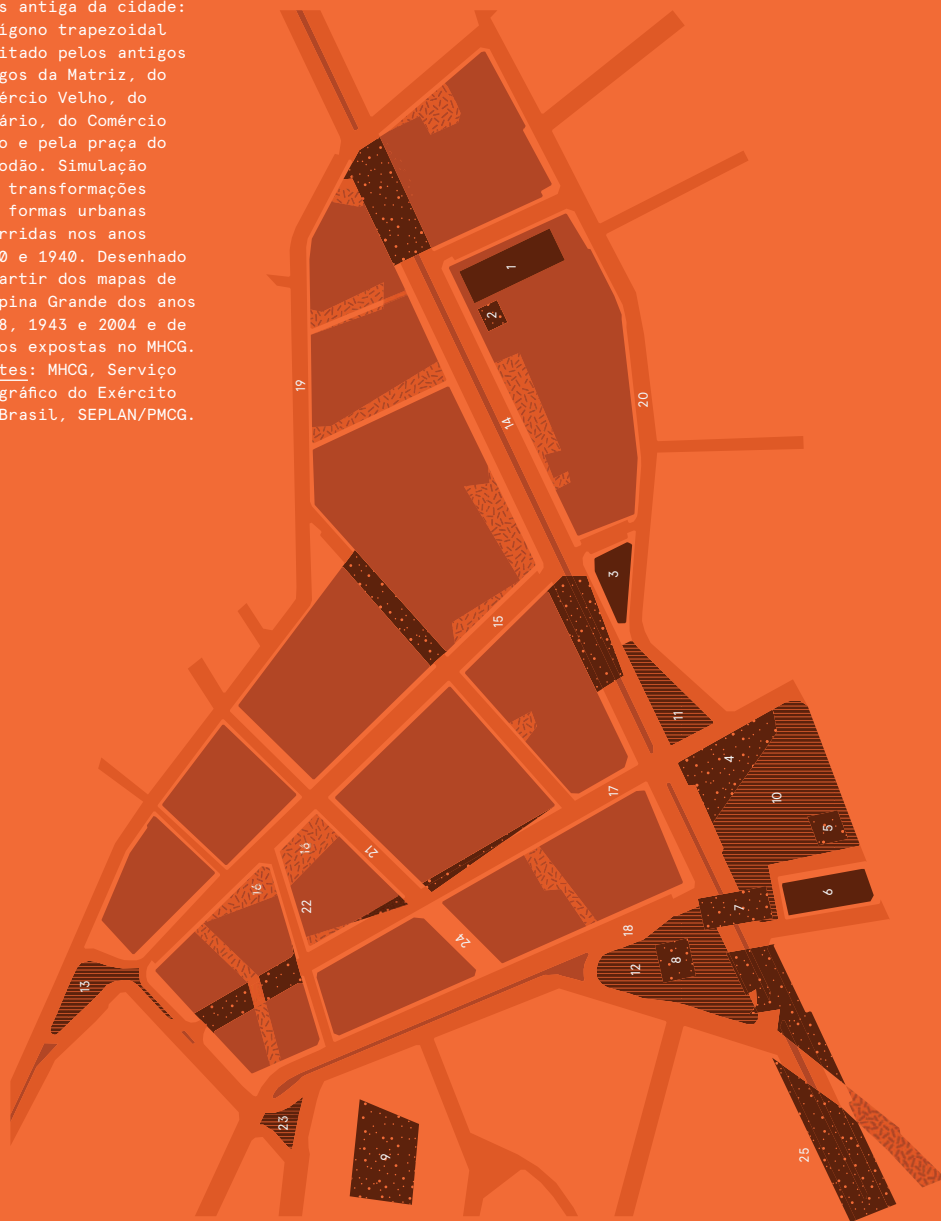 s antiga da cidade:
ígono trapezoidal
itado pelos antigos
gos da Matriz, do
ércio Velho, do
ário, do Comércio
o e pela praça do
odão. Simulação
transformações
formas urbanas
rridas nos anos
0 e 1940. Desenhado
artir dos mapas de
pina Grande dos anos
8, 1943 e 2004 e de
os expostas no MHCG.
tes: MHCG, Serviço
gráfico do Exército
Brasil, SEPLAN/PMCG.
1
2
19
20
14
3
15
11
4
10
17
5
16
21
16
6
22
7
24
18
8
12
13
23
9
25